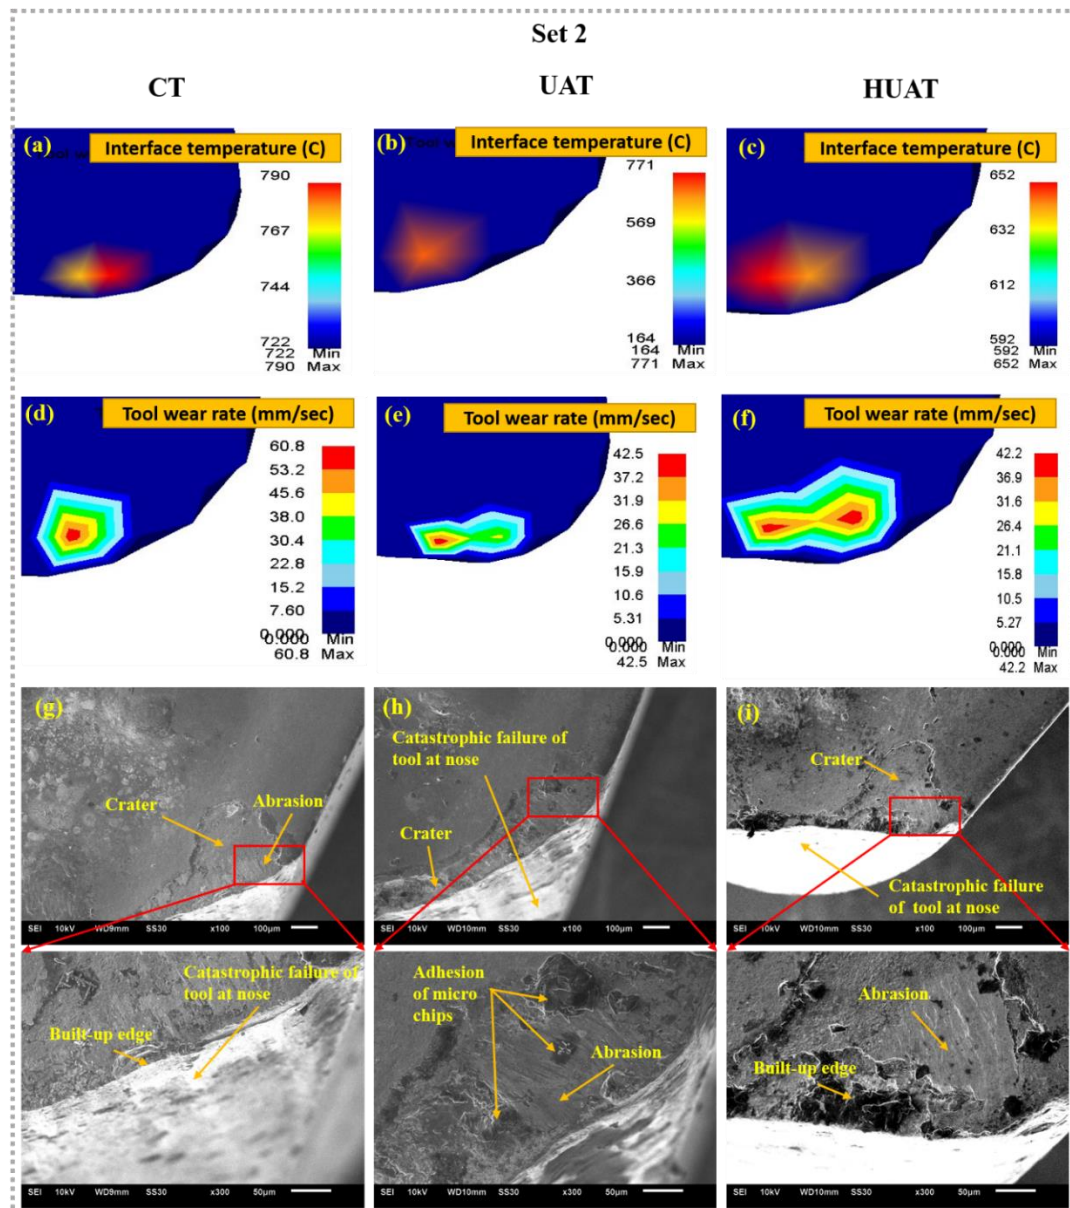 Set 2
CT
UAT
HUAT
(a)
Interface temperature (C)
790
767
744
722
722 Min
790 Max
(b)
Interface temperature (C)
771
569
366
164
164 Min
771 Max
(c)
Interface temperature (C)
652
632
612
592
592 Min
652 Max
(d)
Tool wear rate (mm/sec)
60.8
53.2
45.6
38.0
30.4
22.8
15.2
7.60
0.000
0.000 Min
60.8 Max
(e)
Tool wear rate (mm/sec)
42.5
37.2
31.9
26.6
21.3
15.9
10.6
5.31
0.000
0.000 Min
42.5 Max
(f)
Tool wear rate (mm/sec)
42.2
36.9
31.6
26.4
21.1
15.8
10.5
5.27
0.000
0.000 Min
42.2 Max
(g)
Crater
Abrasion
SEI 10kV WD9mm SS30 x100 100μm
(h)
Catastrophic failure of
tool at nose
Crater
SEI 10kV WD10mm SS30 x100 100μm
(i)
Crater
Catastrophic failure
of tool at nose
SEI 10kV WD10mm SS30 x100 100μm
Catastrophic failure of
tool at nose
Built-up edge
SEI 10kV WD9mm SS30 x300 50μm
Adhesion
of micro
chips
Abrasion
SEI 10kV WD10mm SS30 x300 50μm
Abrasion
Built-up edge
SEI 10kV WD10mm SS30 x300 50μm